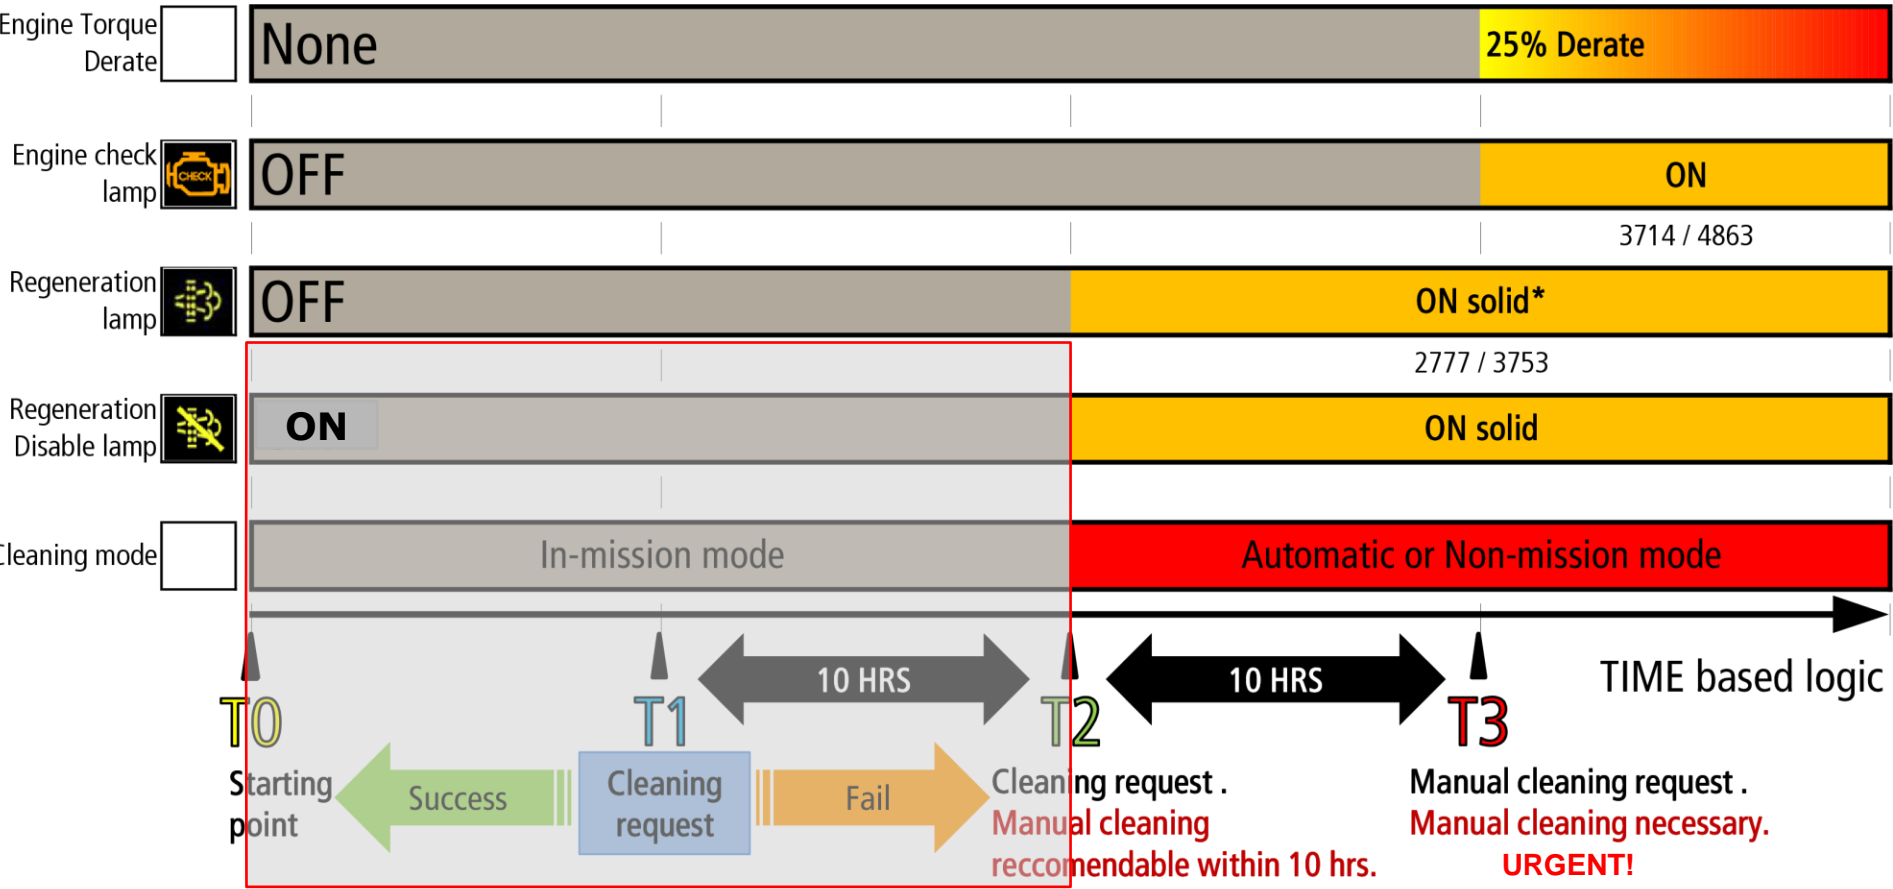 Engine Torque
Derate
None
25% Derate
Engine check
lamp
CHECK
OFF
ON
3714 / 4863
Regeneration
lamp
OFF
ON solid*
2777 / 3753
Regeneration
Disable lamp
ON
ON solid
Cleaning mode
In-mission mode
Automatic or Non-mission mode
10 HRS
10 HRS
TIME based logic
T0
T1
T2
T3
Starting
point
Success
Cleaning
request
Fail
Cleaning request .
Manual cleaning
reccomendable within 10 hrs.
Manual cleaning request .
Manual cleaning necessary.
URGENT!